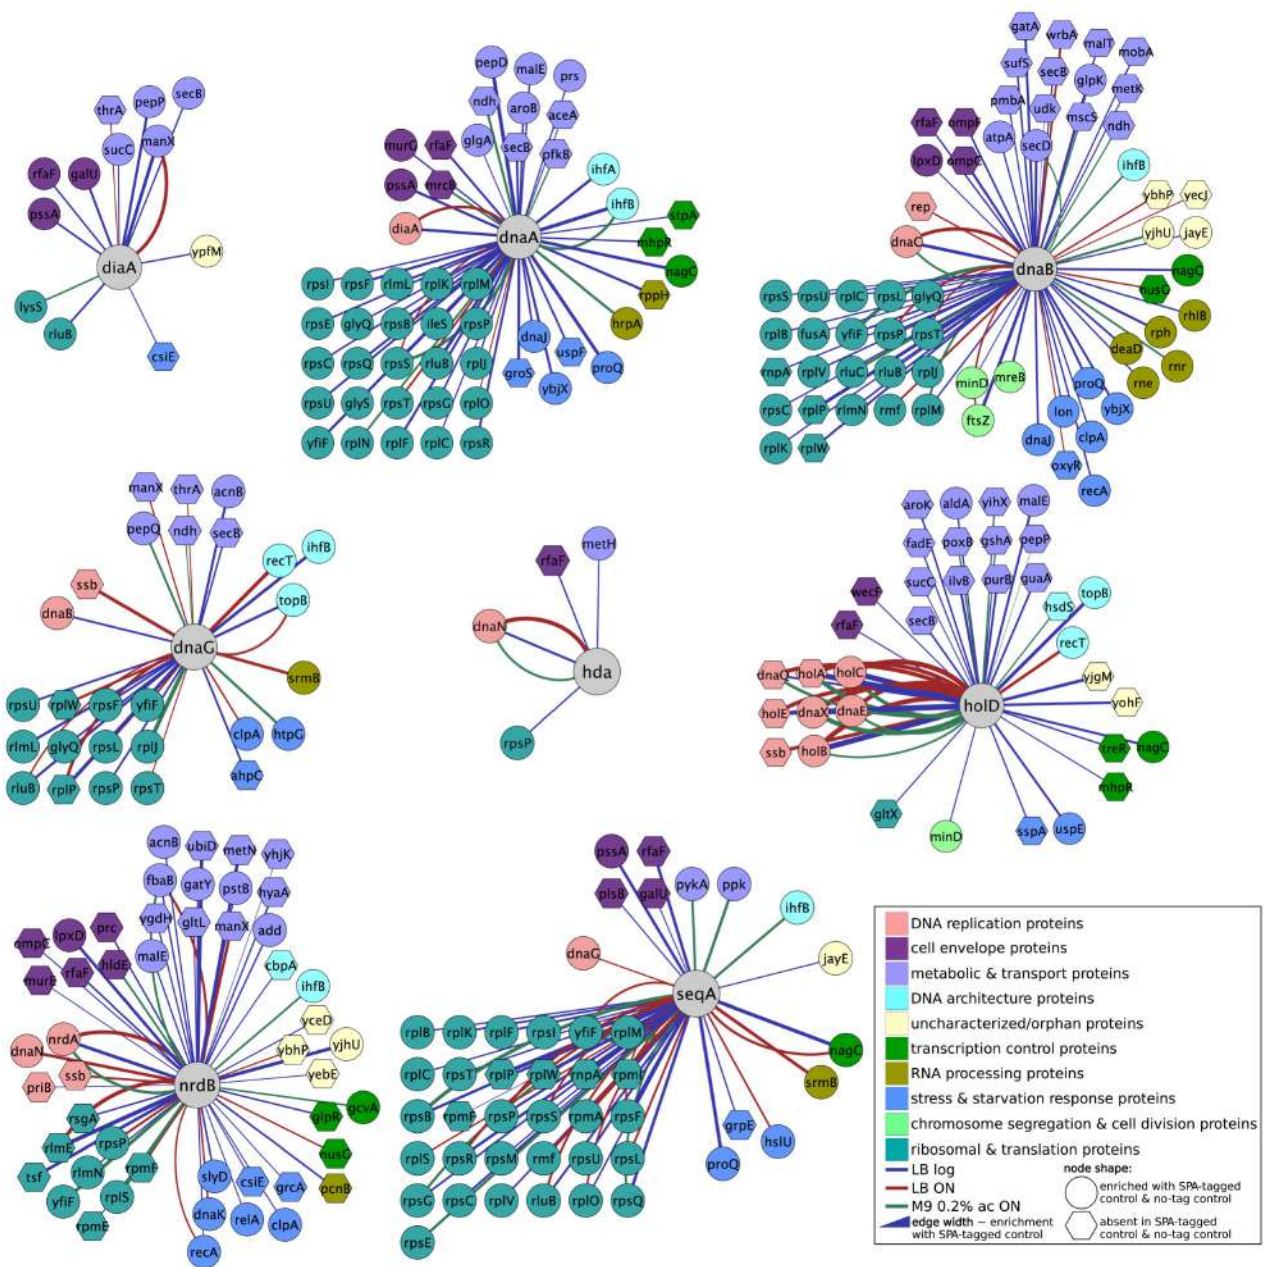 thrA pepP secB
sucC manX
rfaF galU
pssA
diaA
ypfM
lysS
rluB
csiE
pepD malE prs
ndh aroB aceA
glgA secB pfkB
murG rfaF
pssA mrcB
diaA
dnaA
ihfA
ihfB
stpA
mhpR
nagC
rppH
hrpA
rpsI rpsF rlmL rplK rplM
rpsE glyQ rpsB ileS rpsP
rpsC rpsQ rpsS rluB rplJ
rpsU glyS rpsT rpsG rplO
yfiF rplN rplF rplC rpsR
dnaJ
groS uspF proQ
ybjX
gatA wrbA malT mobA
sufS secB glpK metK
pmbA udk mscS ndh
atpA secD
rfaF ompF
lpxD ompC
rep
dnaC
dnaB
ihfB
ybhP yecJ
yjhU jayE
nagC
nusG
rhlB
rph
deaD rnr
rne
rpsS rpsU rplC rpsL glyQ
rplB fusA yfiF rpsP rpsT
rnpA rplV rluC rluB rplJ
rpsC rplP rlmN rmf rplM
rplK rplW
minD mreB
ftsZ
proQ
lon ybjX
dnaJ clpA
oxyR
recA
manX thrA acnB
pepQ ndh secB
ssb
dnaB
dnaG
recT ihfB
topB
srmB
rpsU rplW rpsF yfiF
rlmL glyQ rpsL rplJ
rluB rplP rpsP rpsT
clpA htpG
ahpC
metH
rfaF
dnaN
hda
rpsP
aroK aldA yihX malE
fadE poxB gshA pepP
sucC ilvB purB guaA
secB
wecF
rfaF
hsdS topB
recT
dnaQ holA holC
holE dnaX dnaE
ssb holB
holD
yjgM
yohF
treR nagC
mhpR
gltX
minD
sspA uspE
acnB ubiD metN yhjK
fbaB gatY pstB hyaA
ygdH gltL manX add
malE
ompC lpxD prc
murE rfaF hldE
cbpA
ihfB
yceD
ybhP yjhU
yebE
nrdA
dnaN
priB ssb
nrdB
gcvA
glpR
nusG
pcnB
rsgA
rlmE rpsP
tsf rlmN rpmF
yfiF rplS
rpmE
slyD csiE grcA
dnaK relA clpA
recA
pssA rfaF
plsB galU
pykA ppk
ihfB
dnaG
jayE
seqA
nagC
srmB
rplB rplK rplF rpsI yfiF rplM
rplC rpsT rplP rplW rnpA rpmI
rpsB rpmF rpsP rpsS rpmA rpsF
rplS rpsR rpsM rmf rpsU rpsL
rpsG rpsC rplV rluB rplO rpsQ
rpsE
grpE
proQ hslU
DNA replication proteins
cell envelope proteins
metabolic & transport proteins
DNA architecture proteins
uncharacterized/orphan proteins
transcription control proteins
RNA processing proteins
stress & starvation response proteins
chromosome segregation & cell division proteins
ribosomal & translation proteins
LB log
LB ON
M9 0.2% ac ON
edge width – enrichment
with SPA-tagged control
node shape:
enriched with SPA-tagged
control & no-tag control
absent in SPA-tagged
control & no-tag control